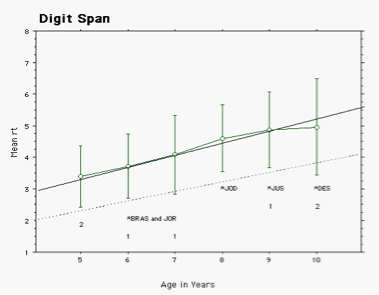 Digit Span
8
7
6
5
4
3
2
1
Mean rt
*JOD *JUS *DES
1 2
2 *BRAS and JOR
1 1
5 6 7 8 9 10
Age in Years